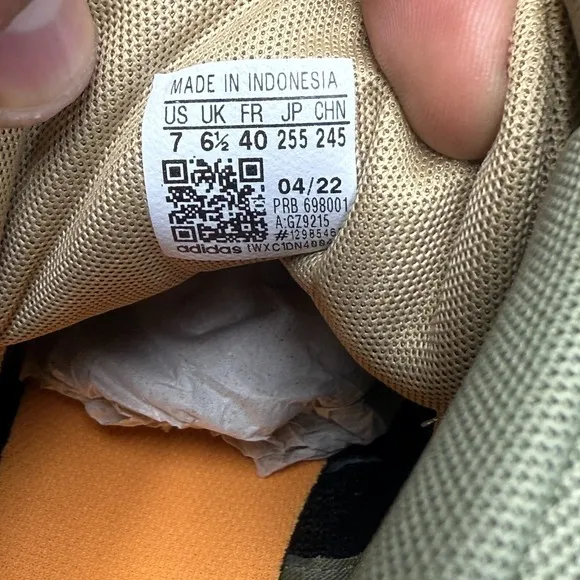 MADE IN INDONESIA
US UK FR JP CHN
7 6½ 40 255 245
04/22
PRB 698001
A:GZ9215
adidas